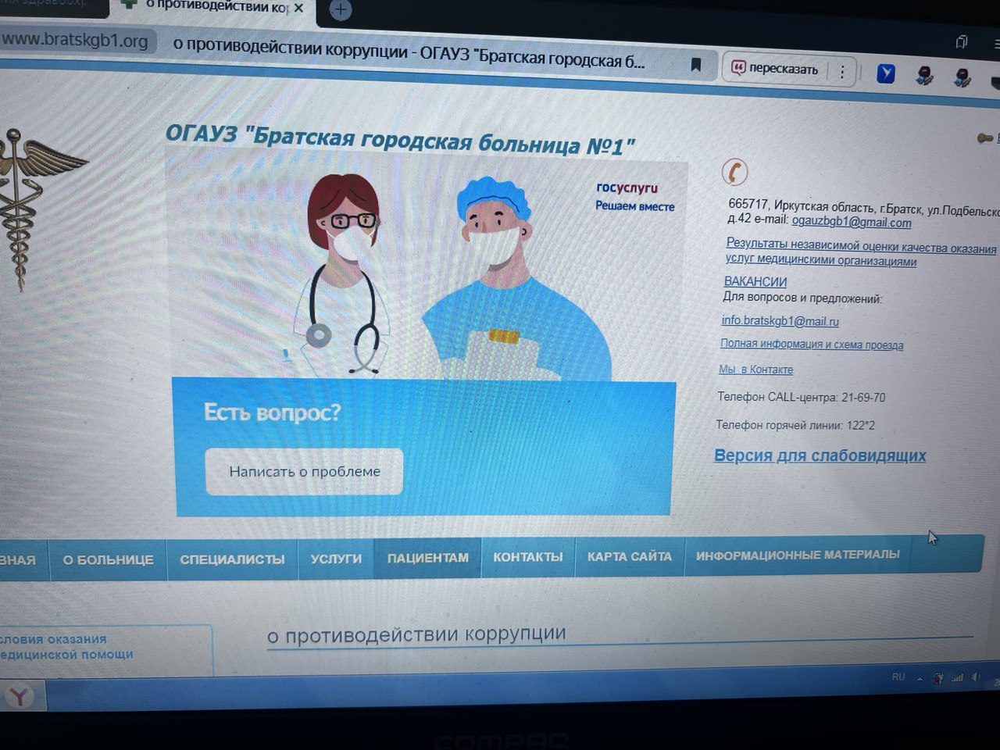 о противодействии кор
www.bratskgb1.org
о противодействии коррупции - ОГАУЗ "Братская городская б...
пересказать
ОГАУЗ "Братская городская больница №1"
госуслуги
Решаем вместе
665717, Иркутская область, г.Братск, ул.Подбельско
д.42 e-mail: ogauzbgb1@gmail.com
Результаты независимой оценки качества оказания
услуг медицинскими организациями
ВАКАНСИИ
Для вопросов и предложений:
info.bratskgb1@mail.ru
Полная информация и схема проезда
Мы в Контакте
Телефон CALL-центра: 21-69-70
Телефон горячей линии: 122*2
Версия для слабовидящих
Есть вопрос?
Написать о проблеме
ВНАЯ О БОЛЬНИЦЕ СПЕЦИАЛИСТЫ УСЛУГИ ПАЦИЕНТАМ КОНТАКТЫ КАРТА САЙТА ИНФОРМАЦИОННЫЕ МАТЕРИАЛЫ
словия оказания
едицинской помощи
о противодействии коррупции
RU
COMPAQ